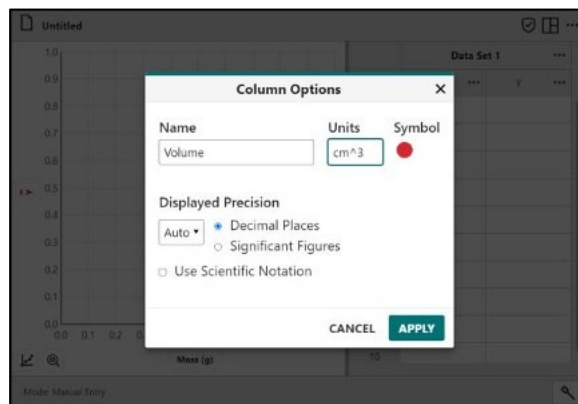 Untitled
Data Set 1
Y
1.0
0.9
0.8
0.7
0.6
0.5
0.4
0.3
0.2
0.1
0.0
0.0 0.1 0.2
Mass (g)
10
Mode: Manual Entry
Column Options
Name Units Symbol
Volume cm^3
Displayed Precision
Auto Decimal Places
Significant Figures
Use Scientific Notation
CANCEL APPLY